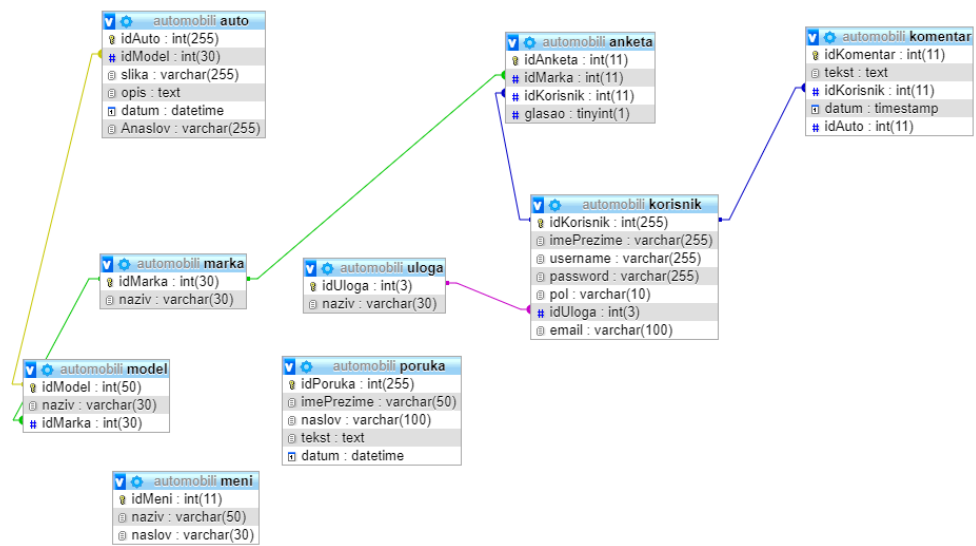 automobili auto
idAuto : int(255)
idModel : int(30)
slika : varchar(255)
opis : text
datum : datetime
Anaslov : varchar(255)
automobili anketa
idAnketa : int(11)
idMarka : int(11)
idKorisnik : int(11)
glasao : tinyint(1)
automobili komentar
idKomentar : int(11)
tekst : text
idKorisnik : int(11)
datum : timestamp
idAuto : int(11)
automobili korisnik
idKorisnik : int(255)
imePrezime : varchar(255)
username : varchar(255)
password : varchar(255)
pol : varchar(10)
idUloga : int(3)
email : varchar(100)
automobili marka
idMarka : int(30)
naziv : varchar(30)
automobili uloga
idUloga : int(3)
naziv : varchar(30)
automobili model
idModel : int(50)
naziv : varchar(30)
idMarka : int(30)
automobili poruka
idPoruka : int(255)
imePrezime : varchar(50)
naslov : varchar(100)
tekst : text
datum : datetime
automobili meni
idMeni : int(11)
naziv : varchar(50)
naslov : varchar(30)